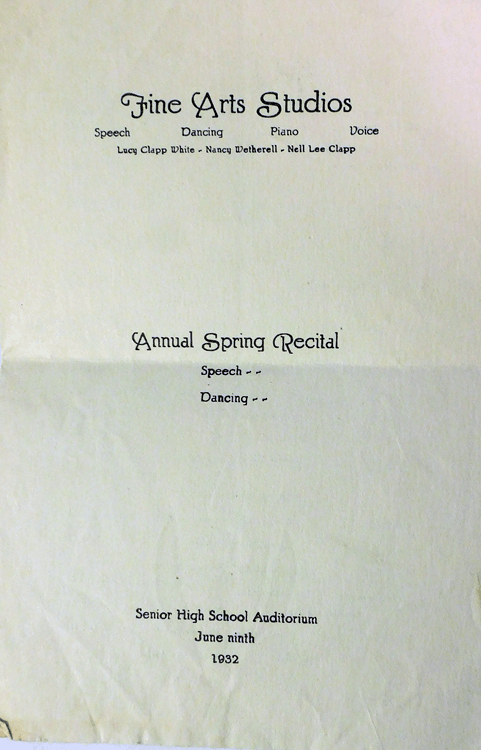 Fine Arts Studios
Speech Dancing Piano Voice
Lucy Clapp White - Nancy Wetherell - Nell Lee Clapp
Annual Spring Recital
Speech - -
Dancing - -
Senior High School Auditorium
June ninth
1932